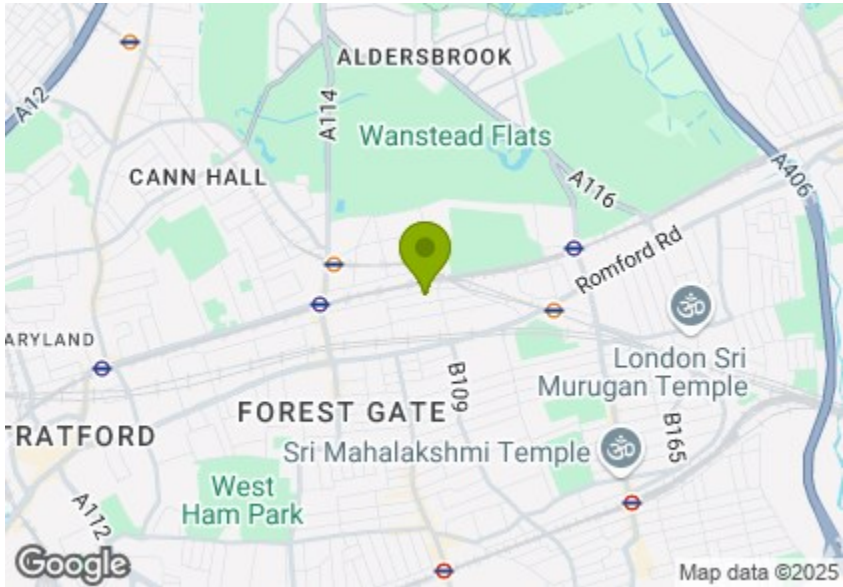 ALDERSBROOK
A12
A114
Wanstead Flats
CANN HALL
A116
A406
Romford Rd
ARYLAND
London Sri
Murugan Temple
B109
FOREST GATE
B165
TRATFORD
Sri Mahalakshmi Temple
West
Ham Park
A112
Google
Map data ©2025